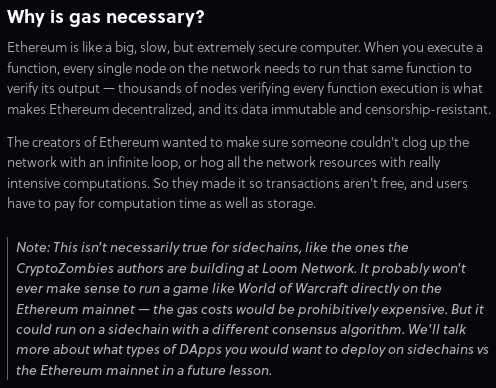 Why is gas necessary?
Ethereum is like a big, slow, but extremely secure computer. When you execute a
function, every single node on the network needs to run that same function to
verify its output — thousands of nodes verifying every function execution is what
makes Ethereum decentralized, and its data immutable and censorship-resistant.
The creators of Ethereum wanted to make sure someone couldn't clog up the
network with an infinite loop, or hog all the network resources with really
intensive computations. So they made it so transactions aren't free, and users
have to pay for computation time as well as storage.
Note: This isn't necessarily true for sidechains, like the ones the
CryptoZombies authors are building at Loom Network. It probably won't
ever make sense to run a game like World of Warcraft directly on the
Ethereum mainnet — the gas costs would be prohibitively expensive. But it
could run on a sidechain with a different consensus algorithm. We'll talk
more about what types of DApps you would want to deploy on sidechains vs
the Ethereum mainnet in a future lesson.